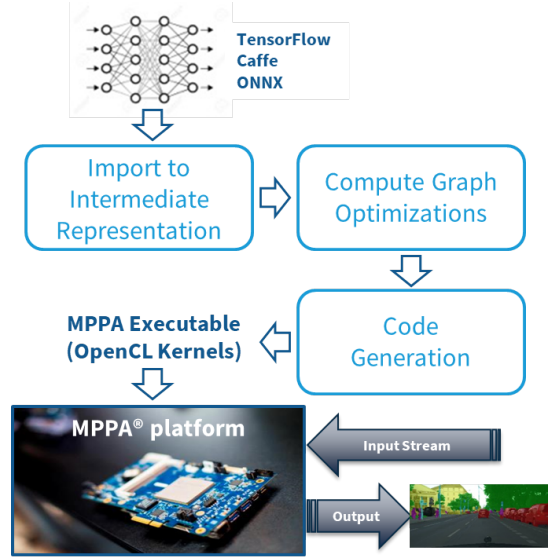 TensorFlow
Caffe
ONNX
Import to
Intermediate
Representation
Compute Graph
Optimizations
Code
Generation
MPPA Executable
(OpenCL Kernels)
MPPA® platform
Input Stream
Output